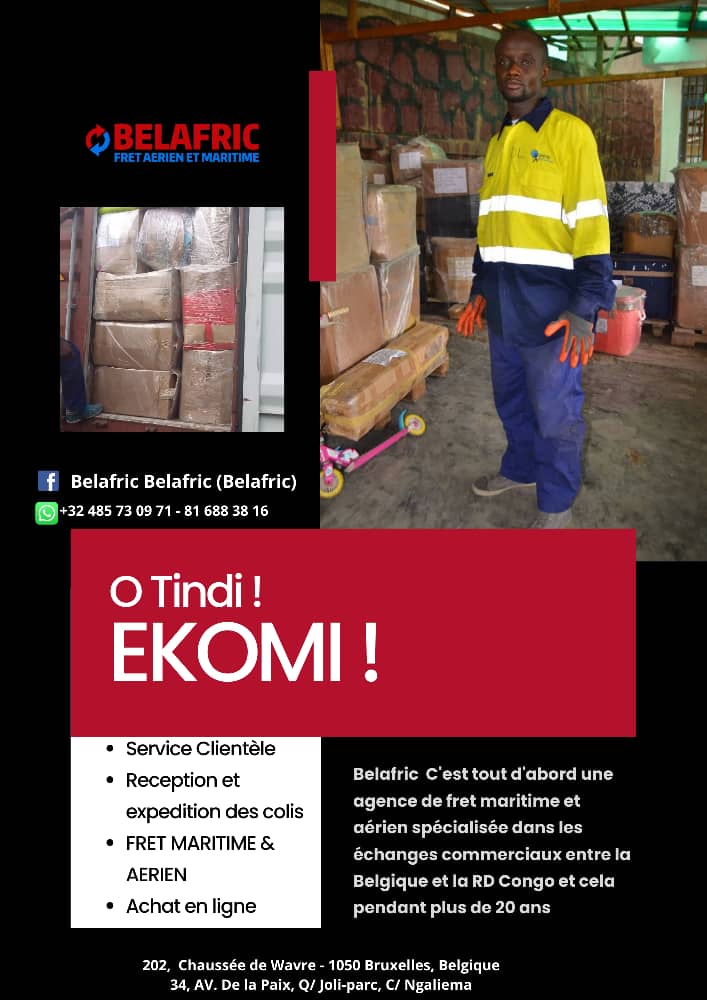 BELAFRIC
FRET AERIEN ET MARITIME
Belafric Belafric (Belafric)
+32 485 73 09 71 - 81 688 38 16
O Tindi !
EKOMI !
• Service Clientèle
• Reception et
expedition des colis
• FRET MARITIME &
AERIEN
• Achat en ligne
Belafric C'est tout d'abord une
agence de fret maritime et
aérien spécialisée dans les
échanges commerciaux entre la
Belgique et la RD Congo et cela
pendant plus de 20 ans
202, Chaussée de Wavre - 1050 Bruxelles, Belgique
34, AV. De la Paix, Q/ Joli-parc, C/ Ngaliema